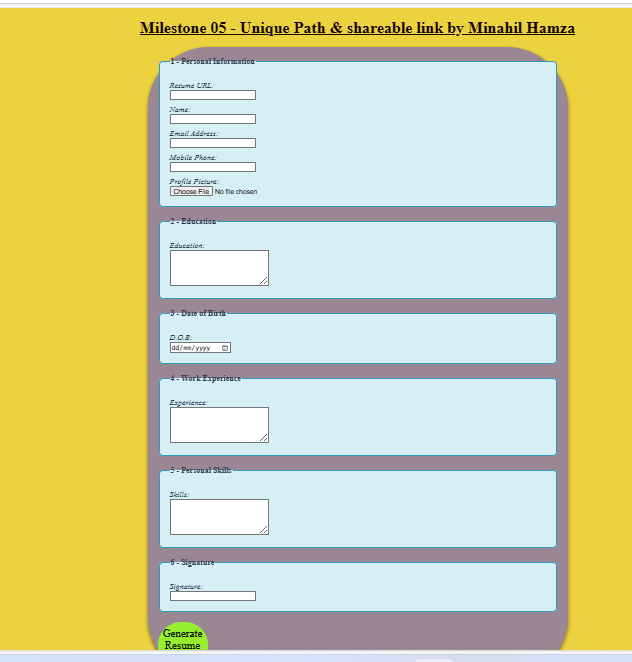 Milestone 05 - Unique Path & shareable link by Minahil Hamza
1 - Personal Information
Resume URL:
Name:
Email Address:
Mobile Phone:
Profile Picture:
Choose File No file chosen
2 - Education
Education:
3 - Date of Birth
D.O.B:
dd/mm/yyyy
4 - Work Experience
Experience:
5 - Personal Skills
Skills:
6 - Signature
Signature:
Generate
Resume